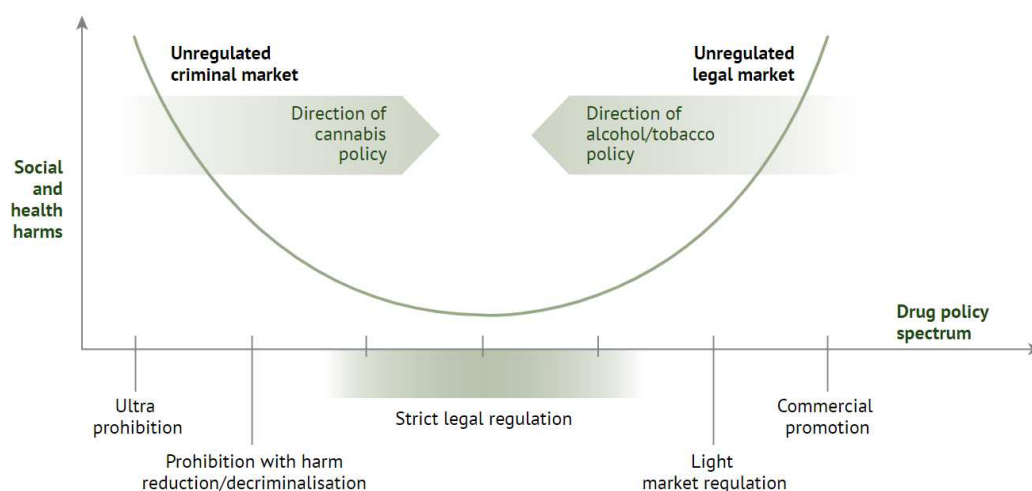 Unregulated
criminal market
Unregulated
legal market
Direction of
cannabis
policy
Direction of
alcohol/tobacco
policy
Social
and
health
harms
Drug policy
spectrum
Ultra
prohibition
Prohibition with harm
reduction/decriminalisation
Strict legal regulation
Light
market regulation
Commercial
promotion